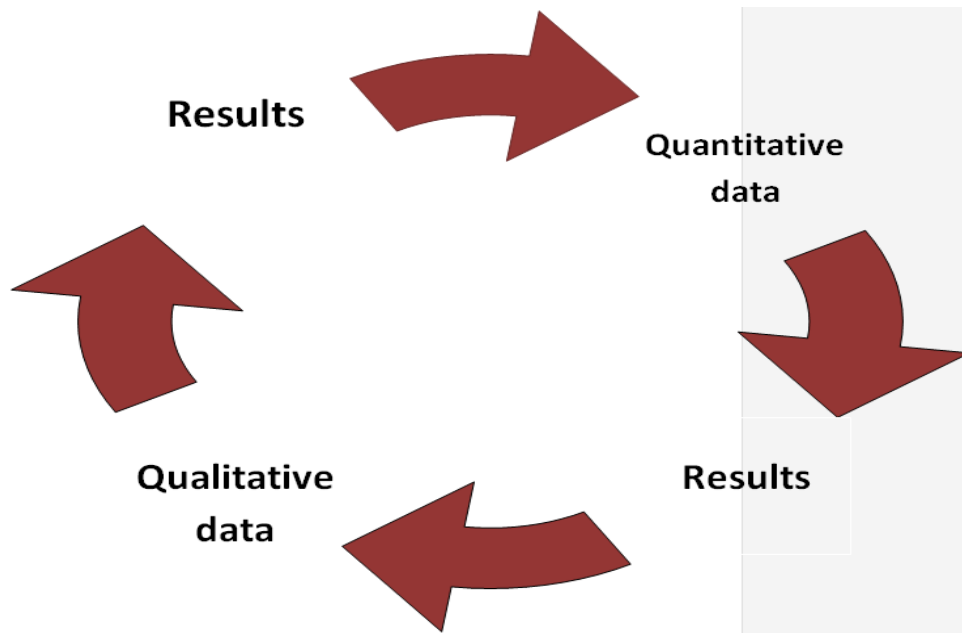 Results
Quantitative
data
Results
Qualitative
data